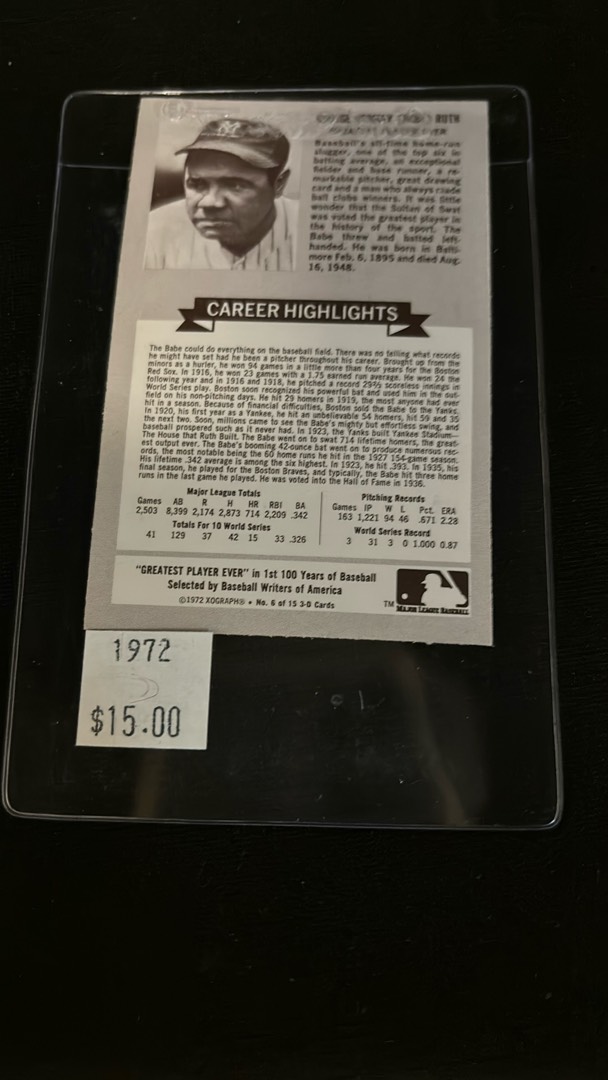 RUTH
Baseball's all-time home-run
slugger, one of the top six in
batting average, an exceptional
fielder and base runner, a re-
markable pitcher, great drawing
card and a man who always made
ball clubs winners. It was little
wonder that the Sultan of Swat
was voted the greatest player in
the history of the sport. The
Babe threw and batted left-
handed. He was born in Balti-
more Feb. 6, 1895 and died Aug.
16, 1948.
CAREER HIGHLIGHTS
The Babe could do everything on the baseball field. There was no telling what records
he might have set had he been a pitcher throughout his career. Brought up from the
minors as a hurler, he won 94 games in a little more than four years for the Boston
Red Sox. In 1916, he won 23 games with a 1.75 earned run average. He won 24 the
following year and in 1916 and 1918, he pitched a record 29⅔ scoreless innings in
World Series play. Boston soon recognized his powerful bat and used him in the out-
field on his non-pitching days. He hit 29 homers in 1919, the most anyone had ever
hit in a season. Because of financial difficulties, Boston sold the Babe to the Yanks.
In 1920, his first year as a Yankee, he hit an unbelievable 54 homers, hit 59 and 35
the next two. Soon, millions came to see the Babe's mighty but effortless swing, and
baseball prospered such as it never had. In 1923, the Yanks built Yankee Stadium—
The House that Ruth Built. The Babe went on to swat 714 lifetime homers, the great-
est output ever. The Babe's booming 42-ounce bat went on to produce numerous rec-
ords, the most notable being the 60 home runs he hit in the 1927 154-game season.
His lifetime .342 average is among the six highest. In 1923, he hit .393. In 1935, his
final season, he played for the Boston Braves, and typically, the Babe hit three home
runs in the last game he played. He was voted into the Hall of Fame in 1936.
Major League Totals
Games AB R H HR RBI BA
2,503 8,399 2,174 2,873 714 2,209 .342
Totals For 10 World Series
41 129 37 42 15 33 .326
Pitching Records
Games IP W L Pct. ERA
163 1,221 94 46 .671 2.28
World Series Record
3 31 3 0 1.000 0.87
"GREATEST PLAYER EVER" in 1st 100 Years of Baseball
Selected by Baseball Writers of America
©1972 XOGRAPH® • No. 6 of 15 3-D Cards
TM
MAJOR LEAGUE BASEBALL
1972
$15.00